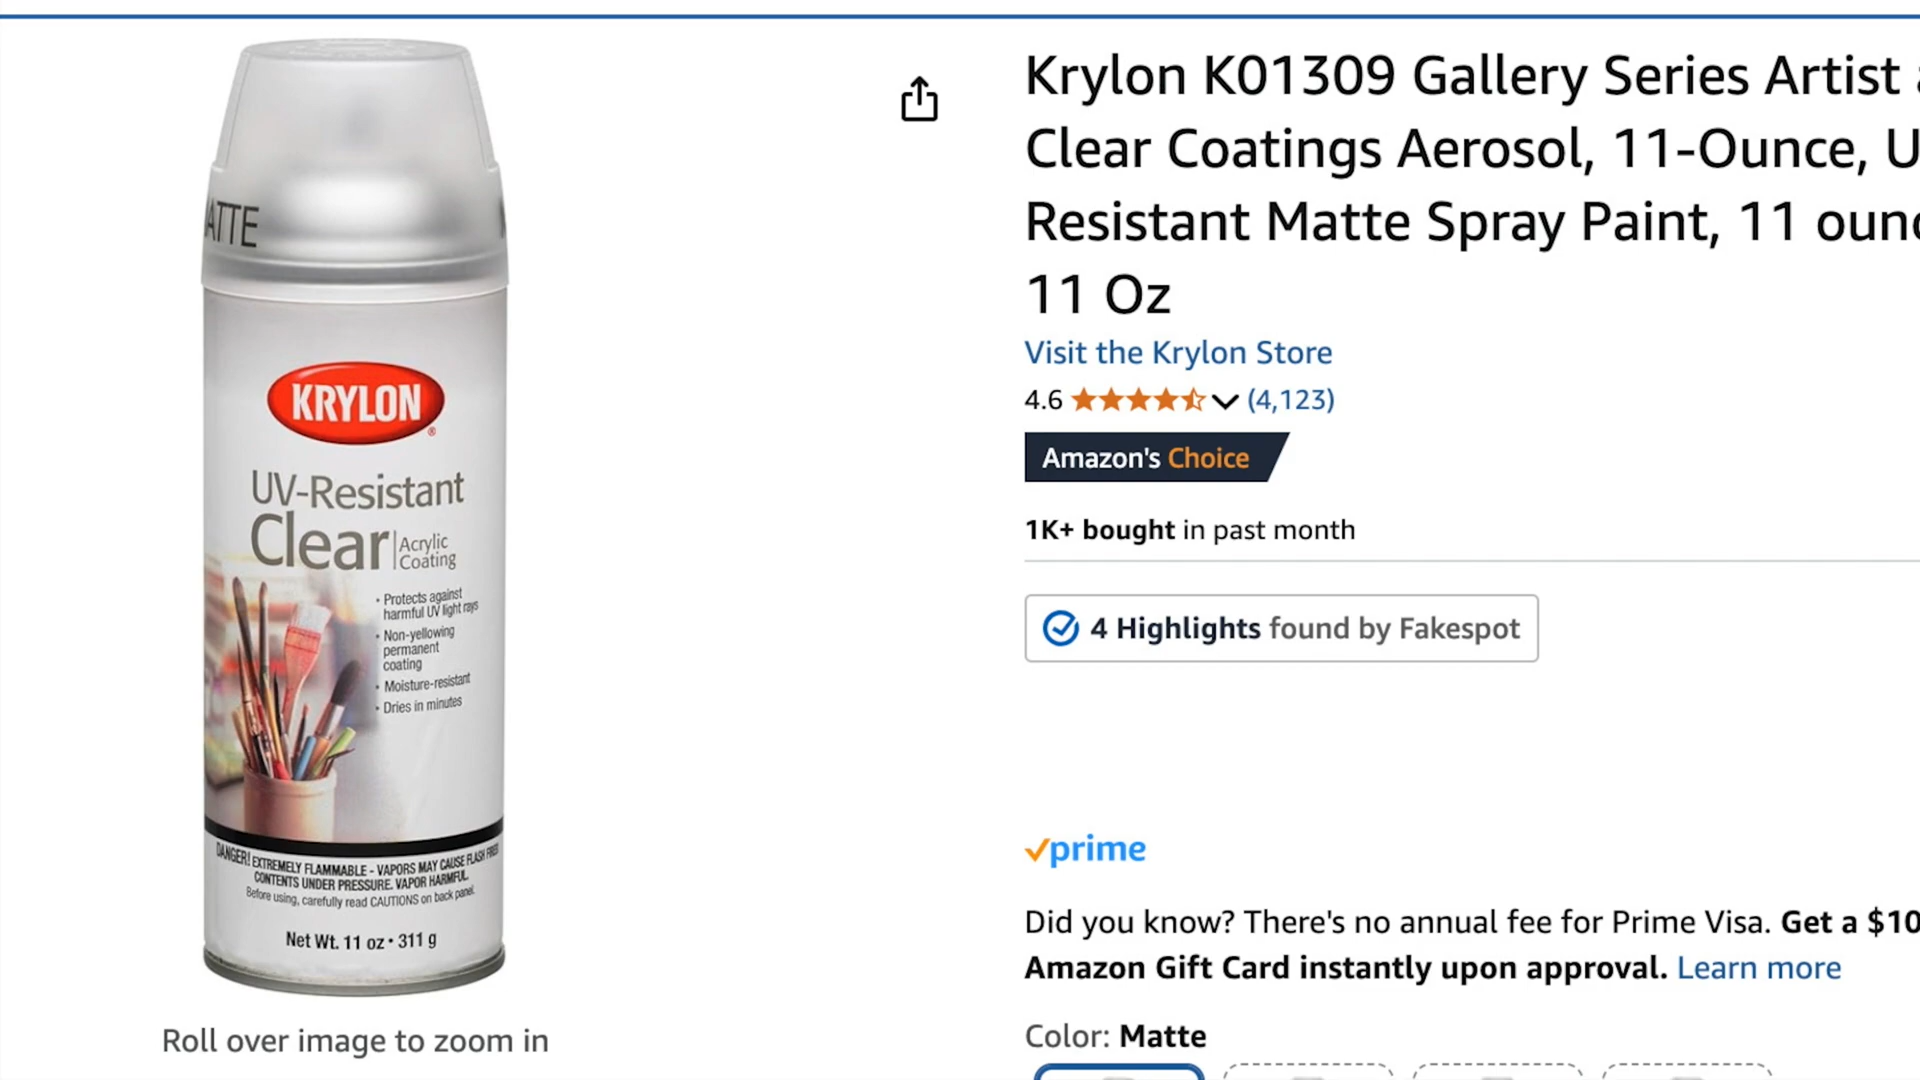 ATTE
KRYLON
UV-Resistant
Clear
Acrylic
Coating
• Protects against
harmful UV light rays
• Non-yellowing
permanent
coating
• Moisture-resistant
• Dries in minutes
DANGER! EXTREMELY FLAMMABLE - VAPORS MAY CAUSE FLASH FIRE!
CONTENTS UNDER PRESSURE. VAPOR HARMFUL.
Before using, carefully read CAUTIONS on back panel.
Net Wt. 11 oz • 311 g
Roll over image to zoom in
Krylon K01309 Gallery Series Artist
Clear Coatings Aerosol, 11-Ounce, U
Resistant Matte Spray Paint, 11 oun
11 Oz
Visit the Krylon Store
4.6 (4,123)
Amazon's Choice
1K+ bought in past month
4 Highlights found by Fakespot
prime
Did you know? There's no annual fee for Prime Visa. Get a $10
Amazon Gift Card instantly upon approval. Learn more
Color: Matte